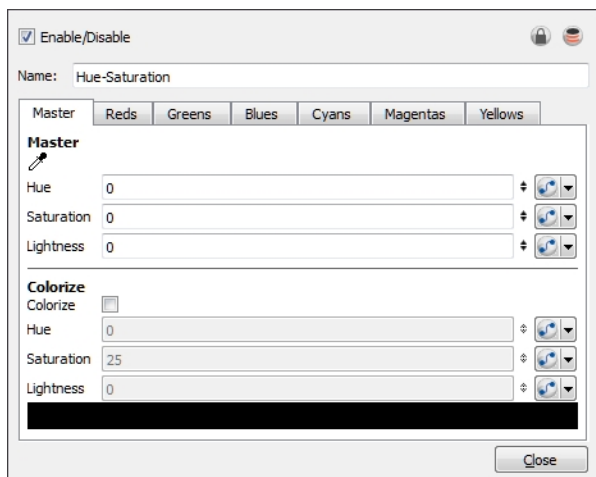 Enable/Disable
Name: Hue-Saturation
Master Reds Greens Blues Cyans Magentas Yellows
Master
Hue 0
Saturation 0
Lightness 0
Colorize
Colorize
Hue 0
Saturation 25
Lightness 0
Close